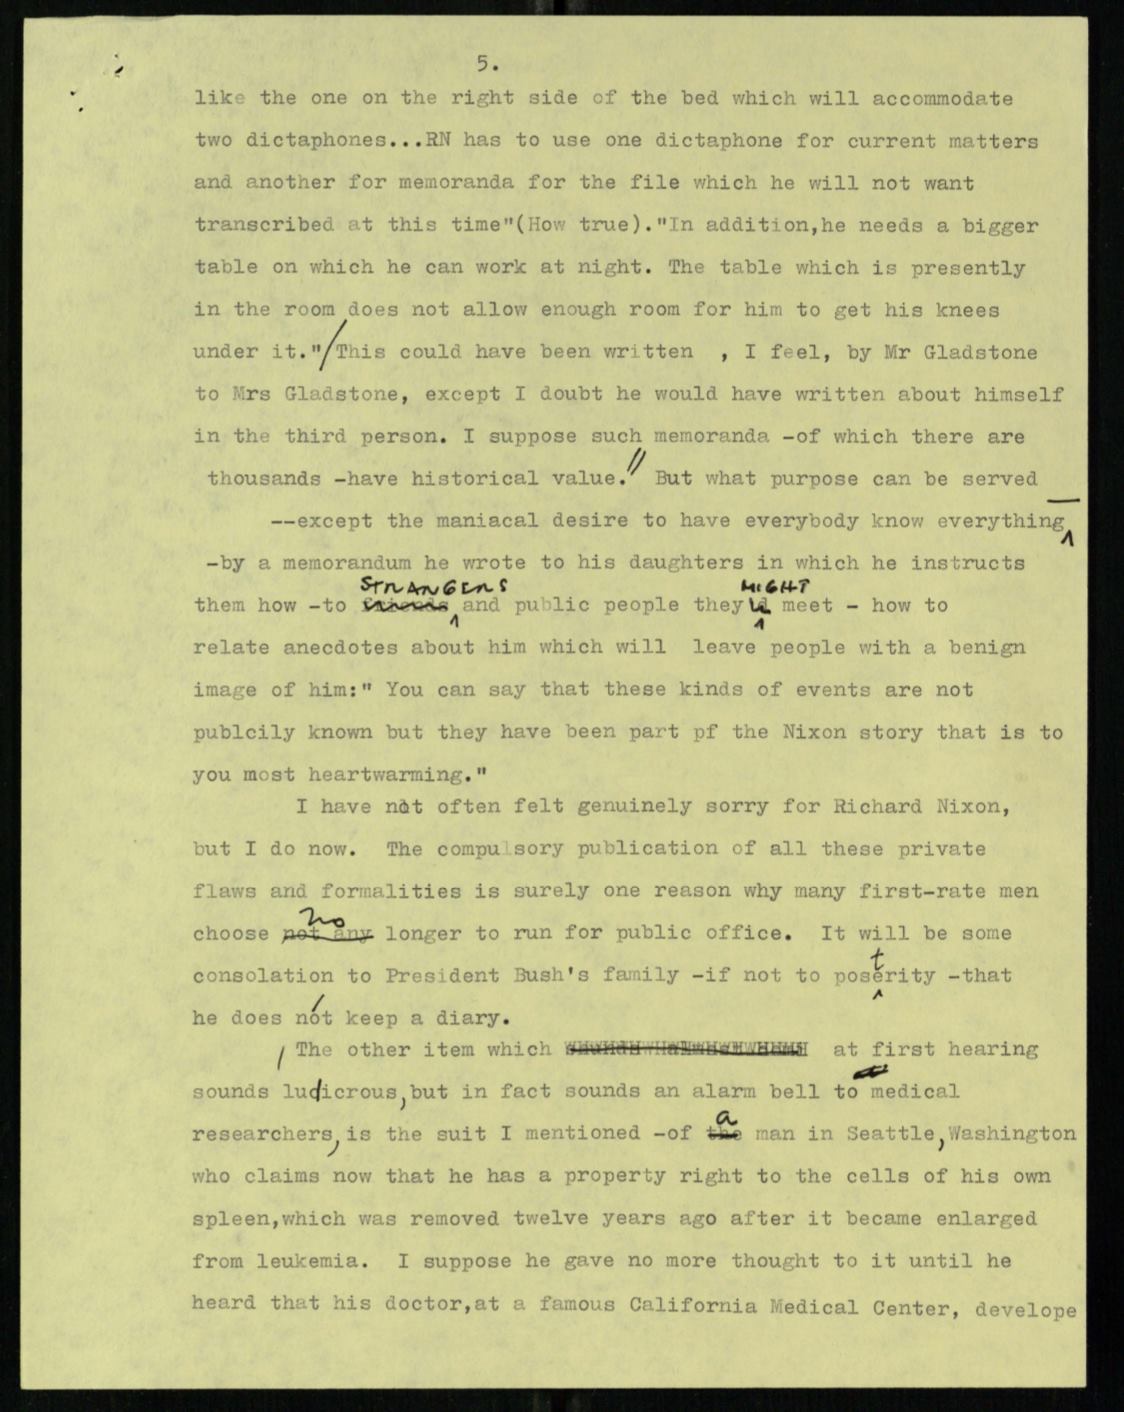 5.
like the one on the right side of the bed which will accommodate
two dictaphones...RN has to use one dictaphone for current matters
and another for memoranda for the file which he will not want
transcribed at this time"(How true)."In addition,he needs a bigger
table on which he can work at night. The table which is presently
in the room does not allow enough room for him to get his knees
under it."/This could have been written , I feel, by Mr Gladstone
to Mrs Gladstone, except I doubt he would have written about himself
in the third person. I suppose such memoranda -of which there are
thousands -have historical value.// But what purpose can be served
--except the maniacal desire to have everybody know everything
-by a memorandum he wrote to his daughters in which he instructs
STRANGERS MIGHT
them how -to friends and public people they'd meet - how to
relate anecdotes about him which will leave people with a benign
image of him:" You can say that these kinds of events are not
publcily known but they have been part pf the Nixon story that is to
you most heartwarming."
I have not often felt genuinely sorry for Richard Nixon,
but I do now. The compulsory publication of all these private
flaws and formalities is surely one reason why many first-rate men
no
choose not any longer to run for public office. It will be some
t
consolation to President Bush's family -if not to poserity -that
he does not keep a diary.
/ The other item which at first hearing
sounds ludicrous,but in fact sounds an alarm bell to medical
a
researchers, is the suit I mentioned -of the man in Seattle,Washington
who claims now that he has a property right to the cells of his own
spleen,which was removed twelve years ago after it became enlarged
from leukemia. I suppose he gave no more thought to it until he
heard that his doctor,at a famous California Medical Center, develope